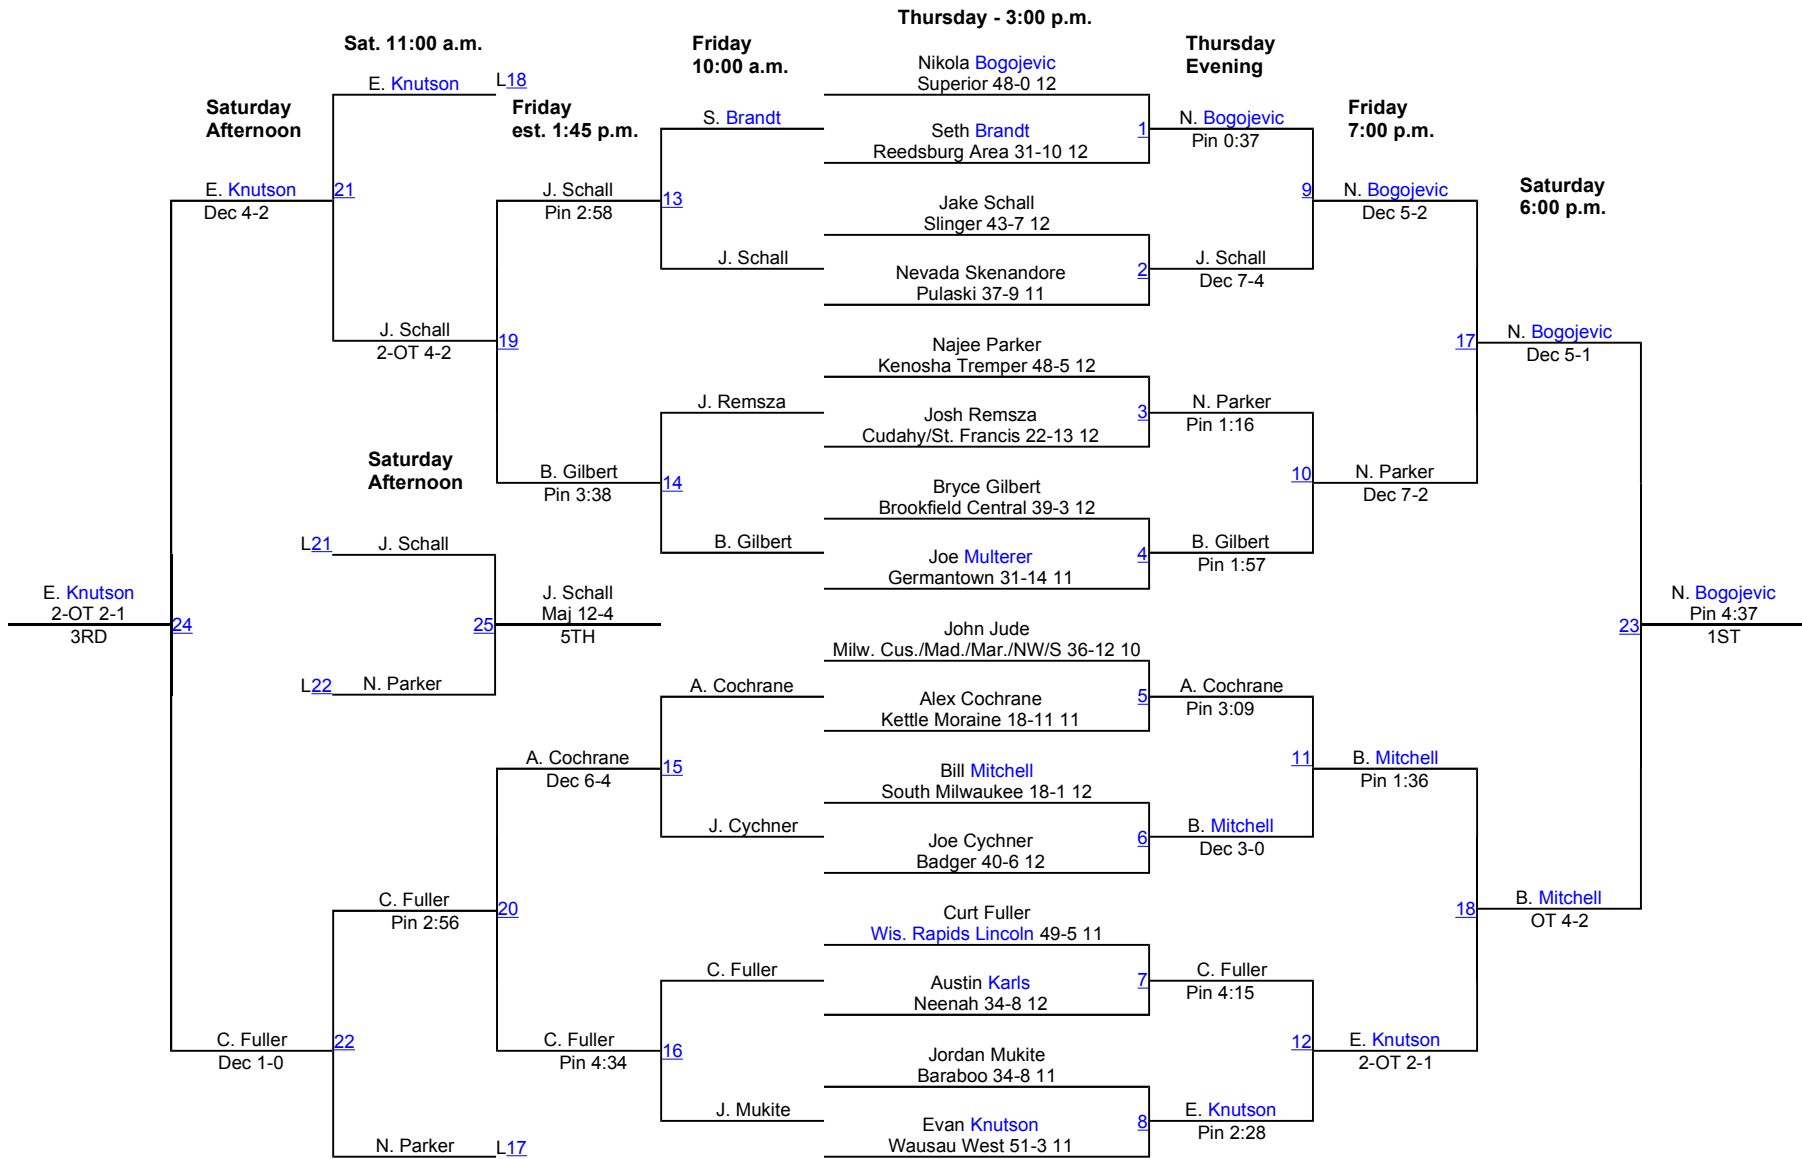 Thursday - 3:00 p.m.
Sat. 11:00 a.m.
Friday
10:00 a.m.
Thursday
Evening
Nikola Bogojevic
Superior 48-0 12
E. Knutson
L18
Saturday
Afternoon
Friday
est. 1:45 p.m.
S. Brandt
Seth Brandt
Reedsburg Area 31-10 12
1
N. Bogojevic
Pin 0:37
Friday
7:00 p.m.
E. Knutson
Dec 4-2
21
J. Schall
Pin 2:58
13
Jake Schall
Slinger 43-7 12
9
N. Bogojevic
Dec 5-2
Saturday
6:00 p.m.
J. Schall
Nevada Skenandore
Pulaski 37-9 11
2
J. Schall
Dec 7-4
J. Schall
2-OT 4-2
19
Najee Parker
Kenosha Tremper 48-5 12
17
N. Bogojevic
Dec 5-1
J. Remsza
Josh Remsza
Cudahy/St. Francis 22-13 12
3
N. Parker
Pin 1:16
Saturday
Afternoon
B. Gilbert
Pin 3:38
14
Bryce Gilbert
Brookfield Central 39-3 12
10
N. Parker
Dec 7-2
L21
J. Schall
B. Gilbert
Joe Multerer
Germantown 31-14 11
4
B. Gilbert
Pin 1:57
E. Knutson
2-OT 2-1
3RD
24
25
J. Schall
Maj 12-4
5TH
John Jude
Milw. Cus./Mad./Mar./NW/S 36-12 10
23
N. Bogojevic
Pin 4:37
1ST
L22
N. Parker
A. Cochrane
Alex Cochrane
Kettle Moraine 18-11 11
5
A. Cochrane
Pin 3:09
A. Cochrane
Dec 6-4
15
Bill Mitchell
South Milwaukee 18-1 12
11
B. Mitchell
Pin 1:36
J. Cychner
Joe Cychner
Badger 40-6 12
6
B. Mitchell
Dec 3-0
C. Fuller
Pin 2:56
20
Curt Fuller
Wis. Rapids Lincoln 49-5 11
18
B. Mitchell
OT 4-2
C. Fuller
Austin Karls
Neenah 34-8 12
7
C. Fuller
Pin 4:15
C. Fuller
Dec 1-0
22
C. Fuller
Pin 4:34
16
Jordan Mukite
Baraboo 34-8 11
12
E. Knutson
2-OT 2-1
J. Mukite
Evan Knutson
Wausau West 51-3 11
8
E. Knutson
Pin 2:28
N. Parker
L17